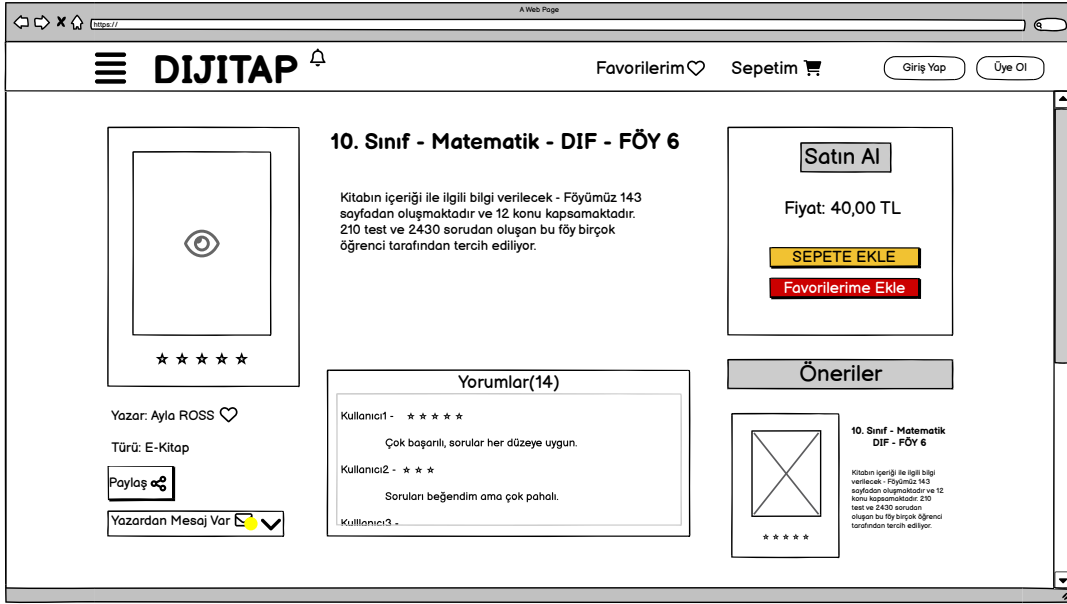 A Web Page
https://
DIJITAP
Favorilerim
Sepetim
Giriş Yap
Üye Ol
10. Sınıf - Matematik - DIF - FÖY 6
Kitabın içeriği ile ilgili bilgi verilecek - Föyümüz 143
sayfadan oluşmaktadır ve 12 konu kapsamaktadır.
210 test ve 2430 sorudan oluşan bu föy birçok
öğrenci tarafından tercih ediliyor.
Satın Al
Fiyat: 40,00 TL
SEPETE EKLE
Favorilerime Ekle
Yazar: Ayla ROSS
Türü: E-Kitap
Paylaş
Yazardan Mesaj Var
Yorumlar(14)
Kullanıcı1 -
Çok başarılı, sorular her düzeye uygun.
Kullanıcı2 -
Soruları beğendim ama çok pahalı.
Kulllanıcı3 -
Öneriler
10. Sınıf - Matematik
DIF - FÖY 6
Kitabın içeriği ile ilgili bilgi
verilecek - Föyümüz 143
sayfadan oluşmaktadır ve 12
konu kapsamaktadır. 210
test ve 2430 sorudan
oluşan bu föy birçok öğrenci
tarafından tercih ediliyor.